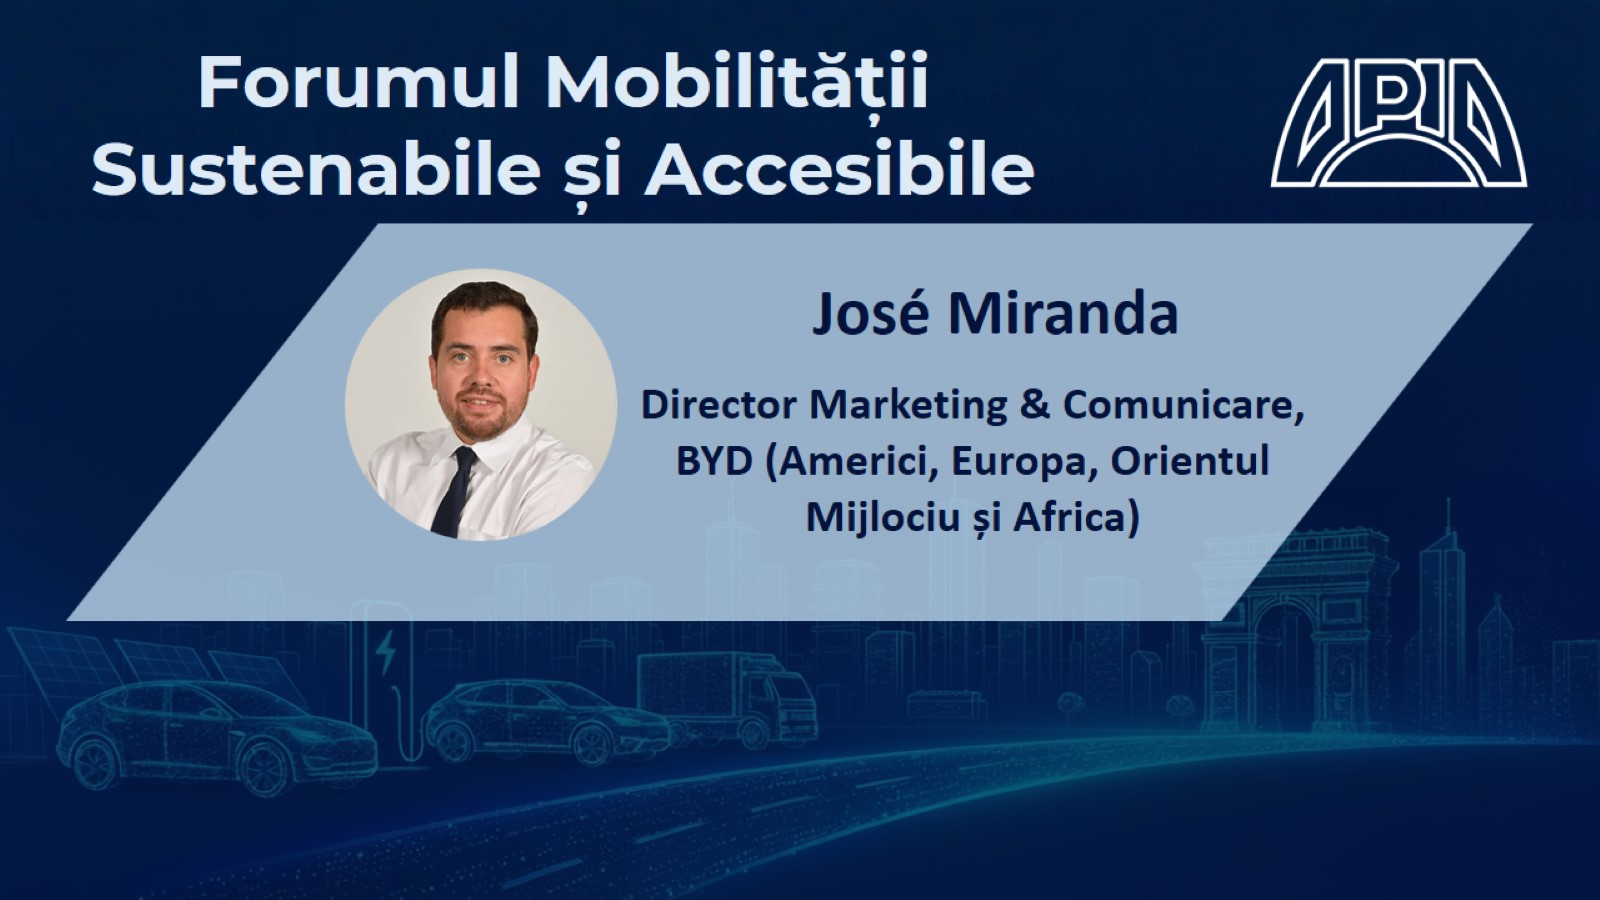 Forumul Mobilității
Sustenabile și Accesibile
APIA
José Miranda
Director Marketing & Comunicare,
BYD (Americi, Europa, Orientul
Mijlociu și Africa)